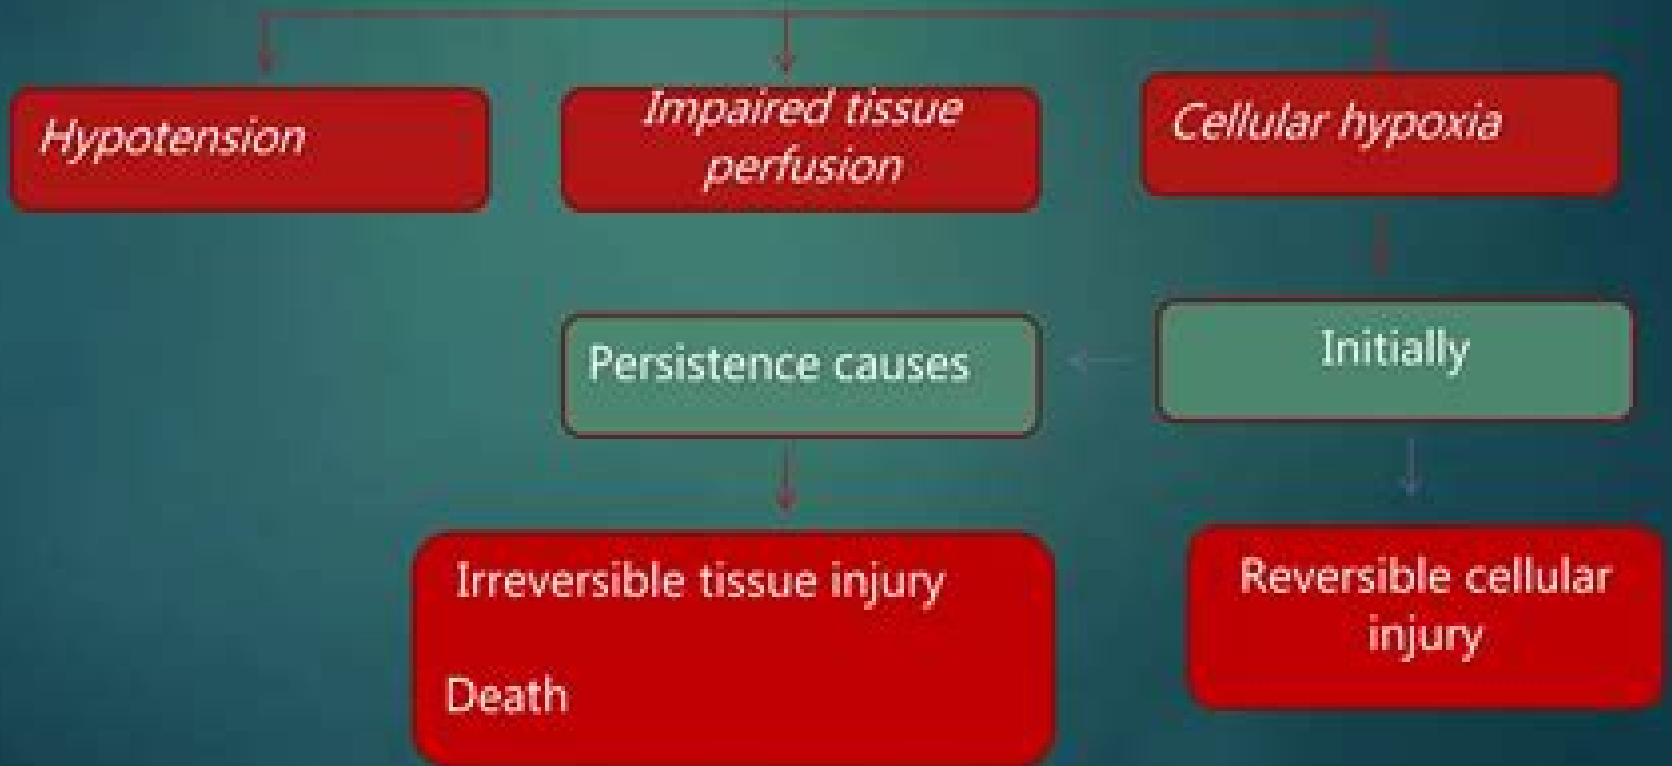 Hypotension
Impaired tissue
perfusion
Cellular hypoxia
Persistence causes
Initially
Irreversible tissue injury
Death
Reversible cellular
injury